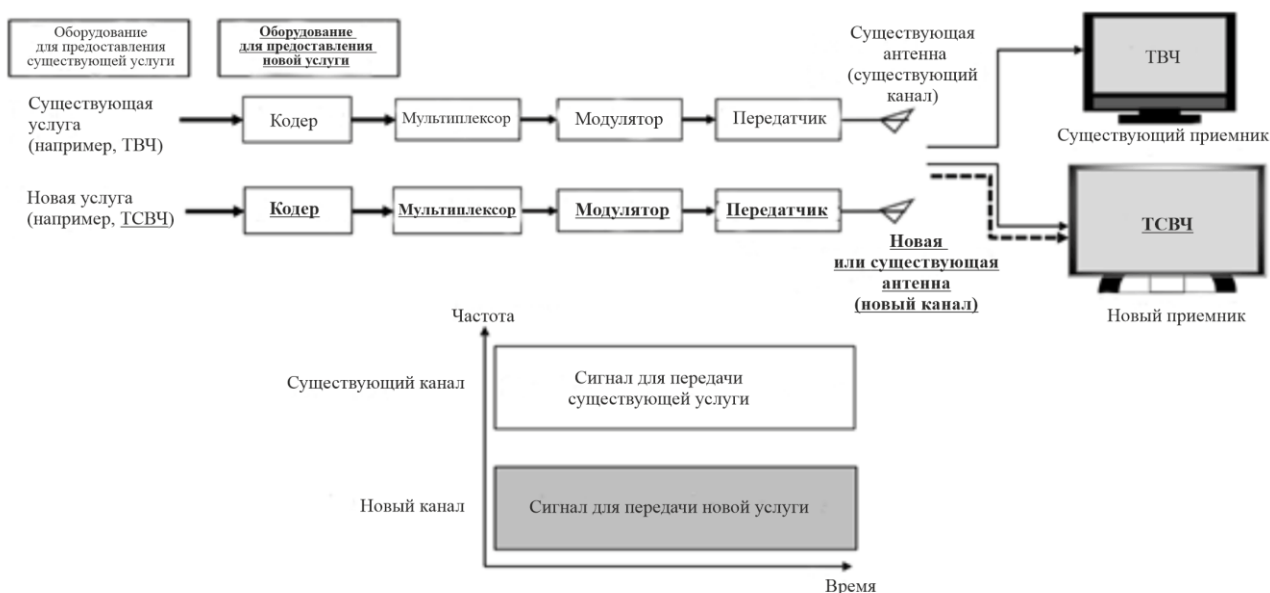 Оборудование
для предоставления
существующей услуги
Оборудование
для предоставления
новой услуги
Существующая
антенна
(существующий
канал)
ТВЧ
Существующий приемник
Существующая
услуга
(например, ТВЧ)
Кодер
Мультиплексор
Модулятор
Передатчик
Новая услуга
(например, ТСВЧ)
Кодер
Мультиплексор
Модулятор
Передатчик
Новая
или существующая
антенна
(новый канал)
ТСВЧ
Новый приемник
Частота
Существующий канал
Сигнал для передачи
существующей услуги
Новый канал
Сигнал для передачи новой услуги
Время